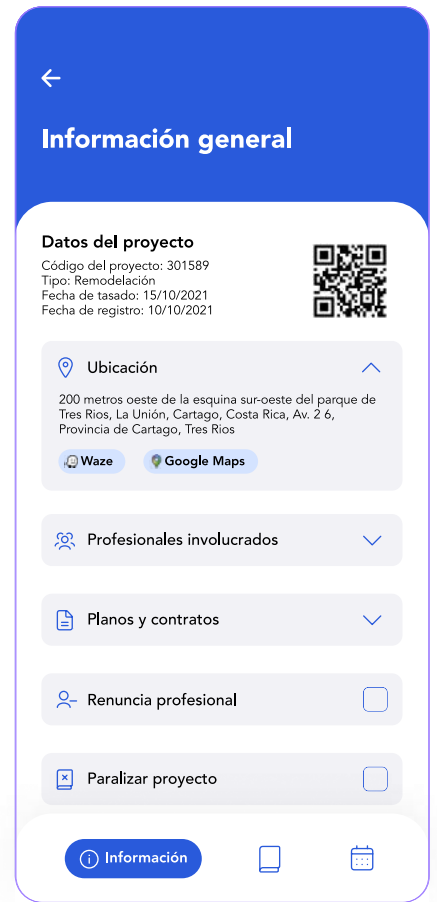 Información general
Datos del proyecto
Código del proyecto: 301589
Tipo: Remodelación
Fecha de tasado: 15/10/2021
Fecha de registro: 10/10/2021
Ubicación
200 metros oeste de la esquina sur-oeste del parque de
Tres Rios, La Unión, Cartago, Costa Rica, Av. 2 6,
Provincia de Cartago, Tres Rios
Waze
Google Maps
Profesionales involucrados
Planos y contratos
Renuncia profesional
Paralizar proyecto
Información